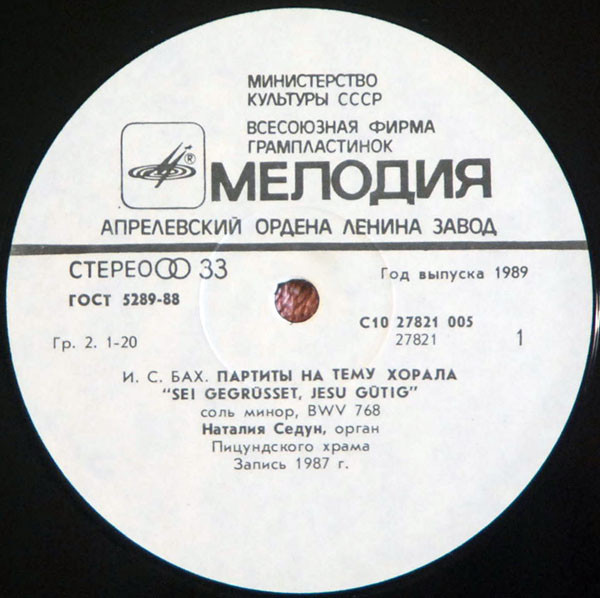 МИНИСТЕРСТВО
КУЛЬТУРЫ СССР
ВСЕСОЮЗНАЯ ФИРМА
ГРАМПЛАСТИНОК
®
МЕЛОДИЯ
АПРЕЛЕВСКИЙ ОРДЕНА ЛЕНИНА ЗАВОД
СТЕРЕО 33
Год выпуска 1989
ГОСТ 5289-88
С10 27821 005
Гр. 2. 1-20
27821
1
И. С. БАХ. ПАРТИТЫ НА ТЕМУ ХОРАЛА
"SEI GEGRÜSSET, JESU GÜTIG"
соль минор, BWV 768
Наталия Седун, орган
Пицундского храма
Запись 1987 г.